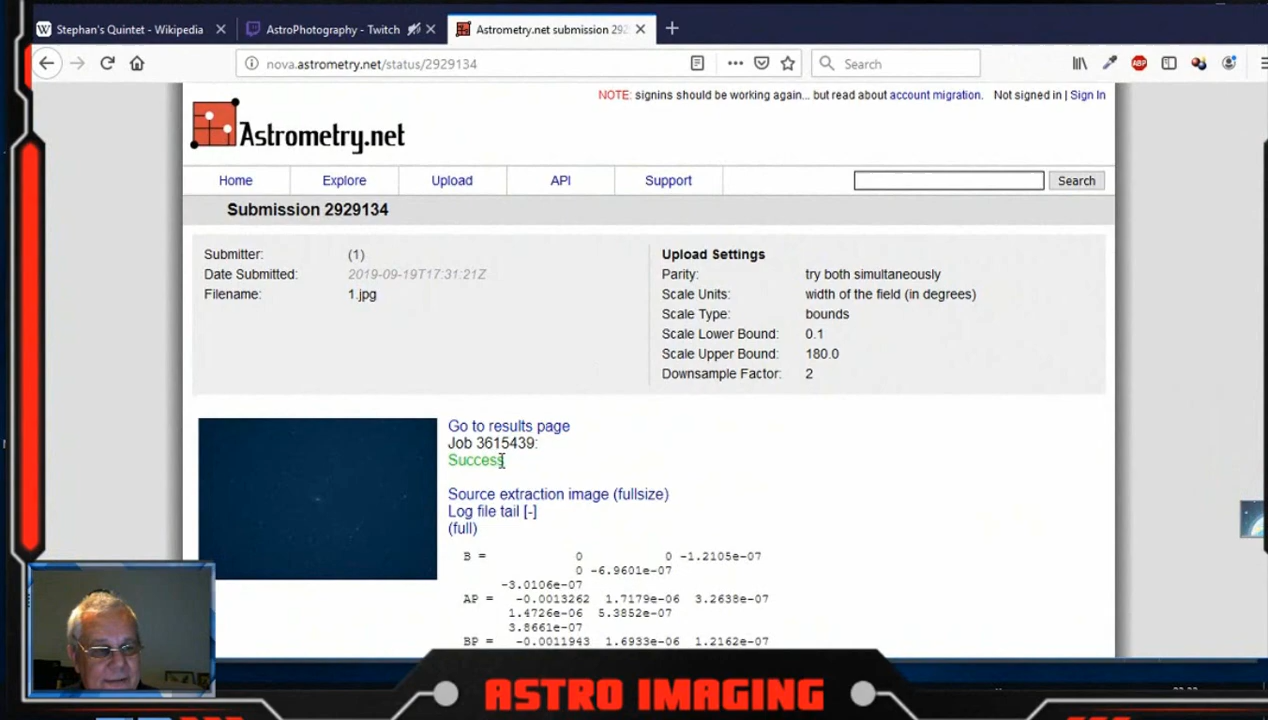 Stephan's Quintet - Wikipedia
AstroPhotography - Twitch
Astrometry.net submission 292
nova.astrometry.net/status/2929134
Search
NOTE: signins should be working again... but read about account migration. Not signed in | Sign In
Astrometry.net
Home Explore Upload API Support Search
Submission 2929134
Submitter: (1)
Date Submitted: 2019-09-19T17:31:21Z
Filename: 1.jpg
Upload Settings
Parity: try both simultaneously
Scale Units: width of the field (in degrees)
Scale Type: bounds
Scale Lower Bound: 0.1
Scale Upper Bound: 180.0
Downsample Factor: 2
Go to results page
Job 3615439:
Success
Source extraction image (fullsize)
Log file tail [-]
(full)
B = 0 0 -1.2105e-07
0 -6.9601e-07
-3.0106e-07
AP = -0.0013262 1.7179e-06 3.2638e-07
1.4726e-06 5.3852e-07
3.8661e-07
BP = -0.0011943 1.6933e-06 1.2162e-07
ASTRO IMAGING